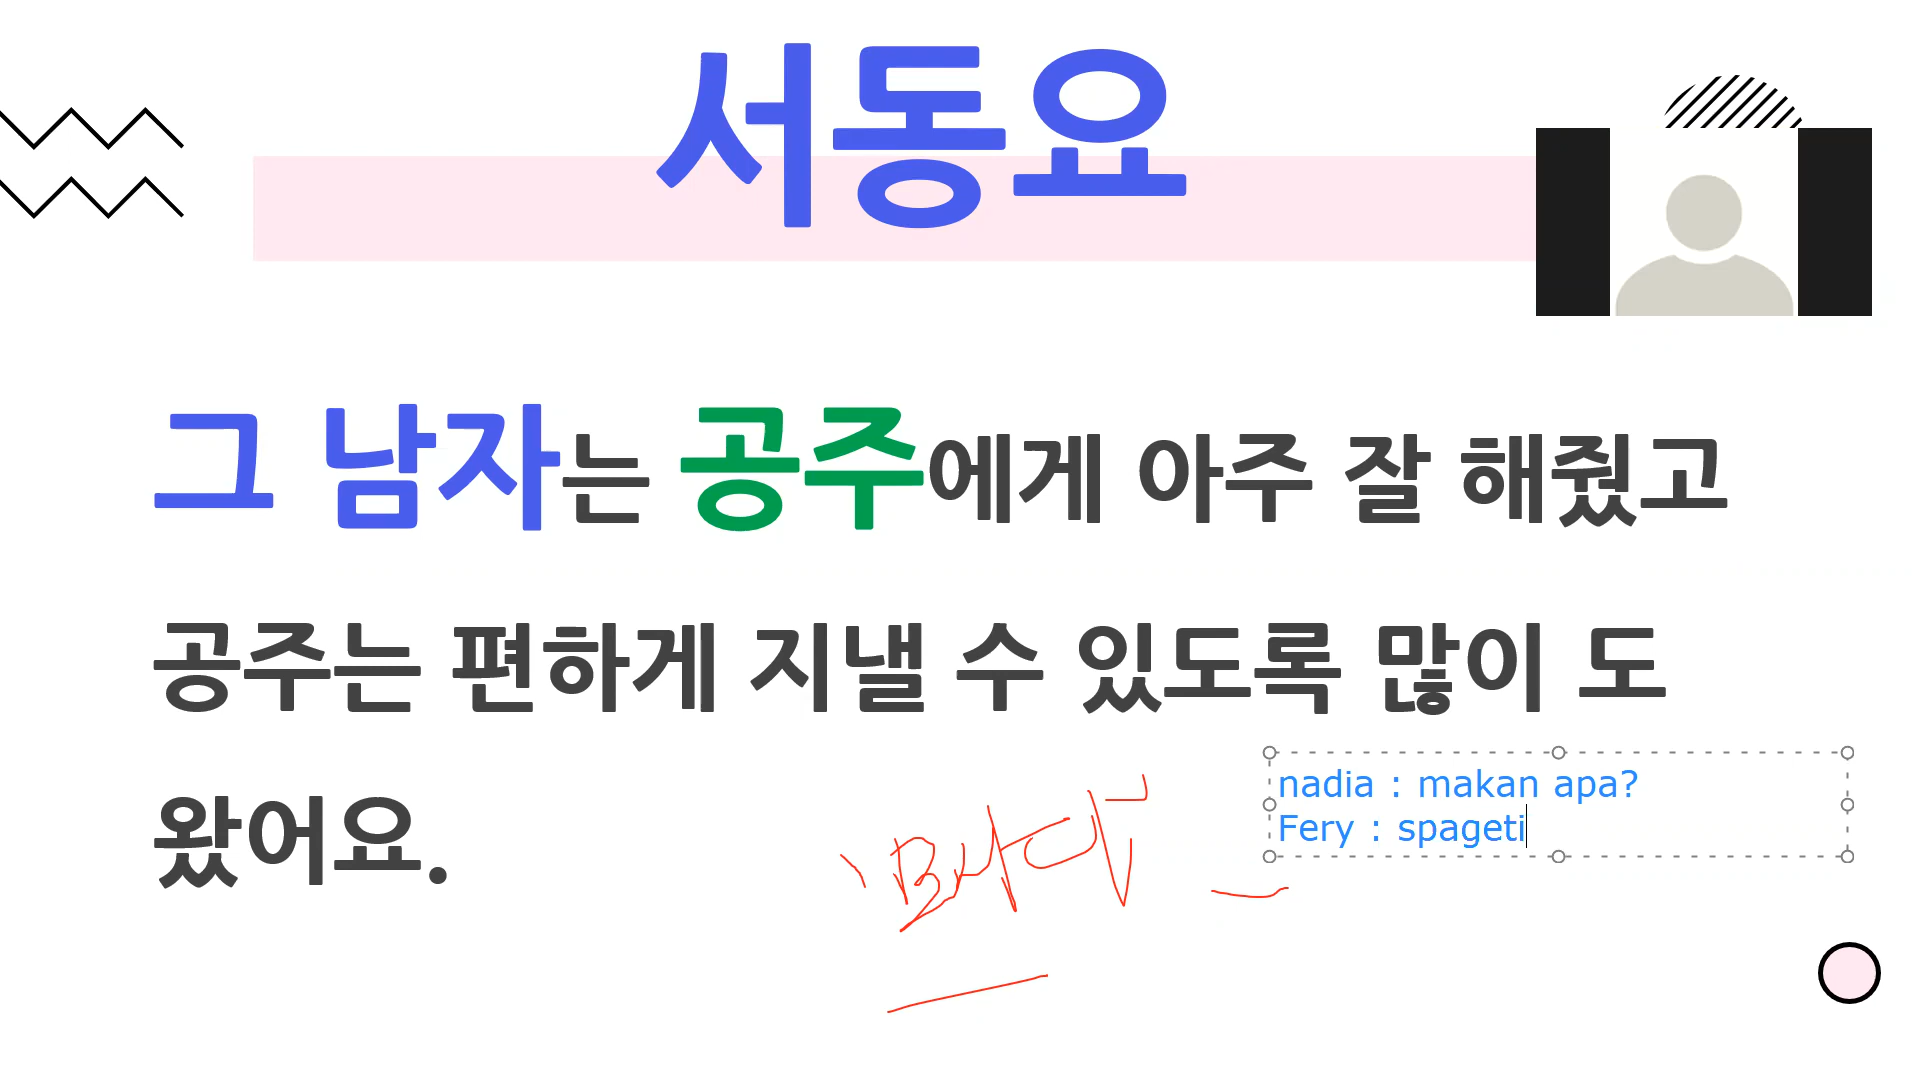 서동요
그 남자는 공주에게 아주 잘 해줬고
공주는 편하게 지낼 수 있도록 많이 도
왔어요.
nadia : makan apa?
Fery : spageti